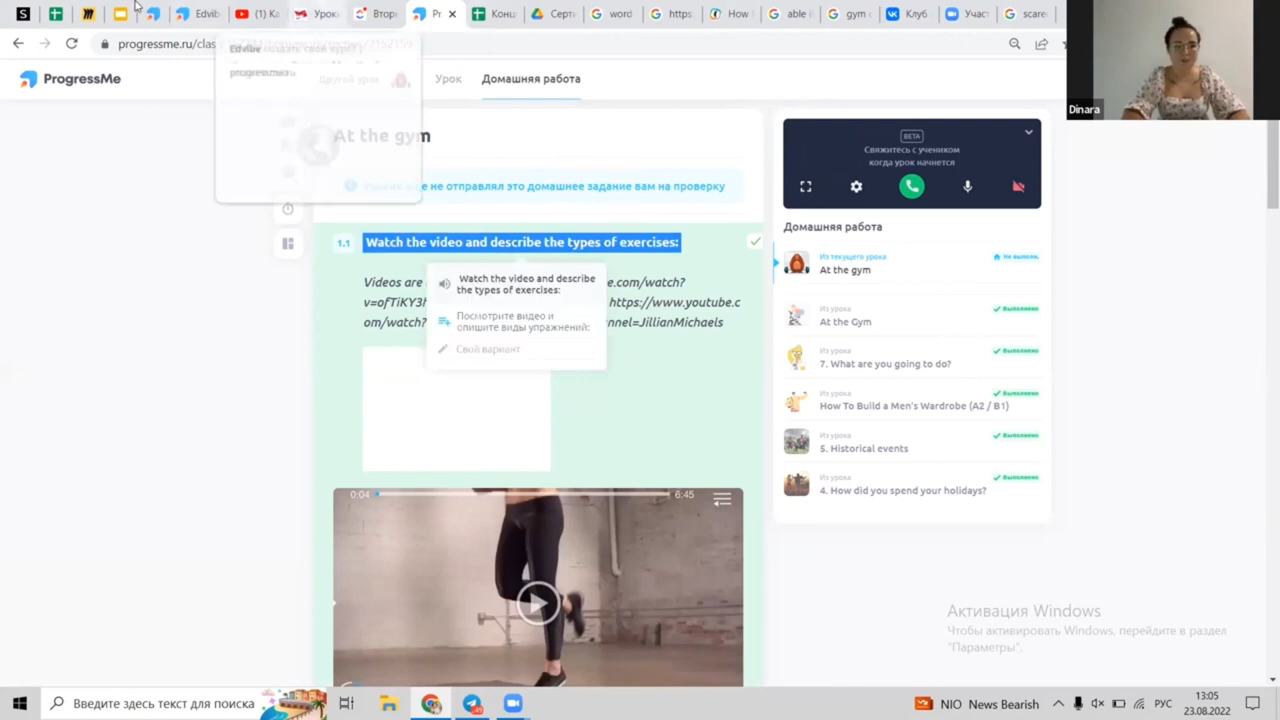 Edvib
(1) К
Урок
Втор
Pr
Конц
Серти
word
https:
How I
able E
gym c
Клуб
Участ
scare
progressme.ru/clas
Edvibe
progressme.ru
ProgressMe
Другой урок
Урок
Домашняя работа
Dinara
At the gym
BETA
Свяжитесь с учеником
когда урок начнется
не отправлял это домашнее задание вам на проверку
Домашняя работа
1.1 Watch the video and describe the types of exercises:
Из текущего урока
Не выполн.
At the gym
Videos are
e.com/watch?
https://www.youtube.c
om/watch?
nnel=JillianMichaels
Watch the video and describe
the types of exercises:
Посмотрите видео и
опишите виды упражнений:
Свой вариант
Из урока
Выполнено
At the Gym
Из урока
Выполнено
7. What are you going to do?
Из урока
Выполнено
How To Build a Men's Wardrobe (A2 / B1)
Из урока
Выполнено
5. Historical events
Из урока
Выполнено
4. How did you spend your holidays?
0:04
6:45
Активация Windows
Чтобы активировать Windows, перейдите в раздел
"Параметры".
Введите здесь текст для поиска
NIO News Bearish
РУС
13:05
23.08.2022